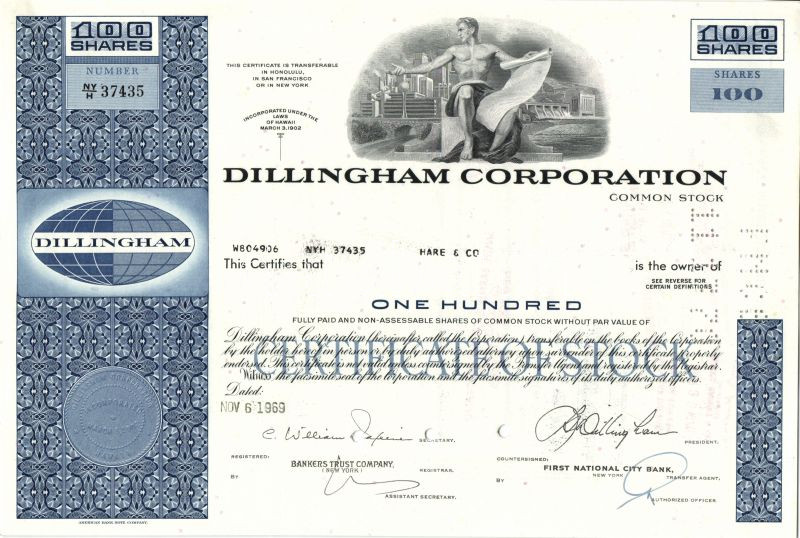 100
SHARES
NUMBER
NY
H 37435
THIS CERTIFICATE IS TRANSFERABLE
IN HONOLULU,
IN SAN FRANCISCO
OR IN NEW YORK
INCORPORATED UNDER THE
LAWS
OF HAWAII
MARCH 3, 1902
100
SHARES
SHARES
100
DILLINGHAM CORPORATION
COMMON STOCK
DILLINGHAM
W804906 NYH 37435 HARE & CO
This Certifies that is the owner of
SEE REVERSE FOR
CERTAIN DEFINITIONS
ONE HUNDRED
FULLY PAID AND NON-ASSESSABLE SHARES OF COMMON STOCK WITHOUT PAR VALUE OF
CERTIFICATE OF STOCK
Dillingham Corporation (hereinafter called the Corporation), transferable on the books of the Corporation
by the holder hereof in person or by duly authorized attorney upon surrender of this certificate properly
endorsed. This certificate is not valid unless countersigned by the Transfer Agent and registered by the Registrar.
Witness the facsimile seal of the Corporation and the facsimile signatures of its duly authorized officers.
Dated:
NOV 6 1969
C. William SECRETARY.
PRESIDENT.
REGISTERED:
BANKERS TRUST COMPANY,
(NEW YORK)
REGISTRAR.
BY
ASSISTANT SECRETARY.
COUNTERSIGNED:
FIRST NATIONAL CITY BANK,
NEW YORK
TRANSFER AGENT,
BY
AUTHORIZED OFFICER.
AMERICAN BANK NOTE COMPANY.
100
SHARES